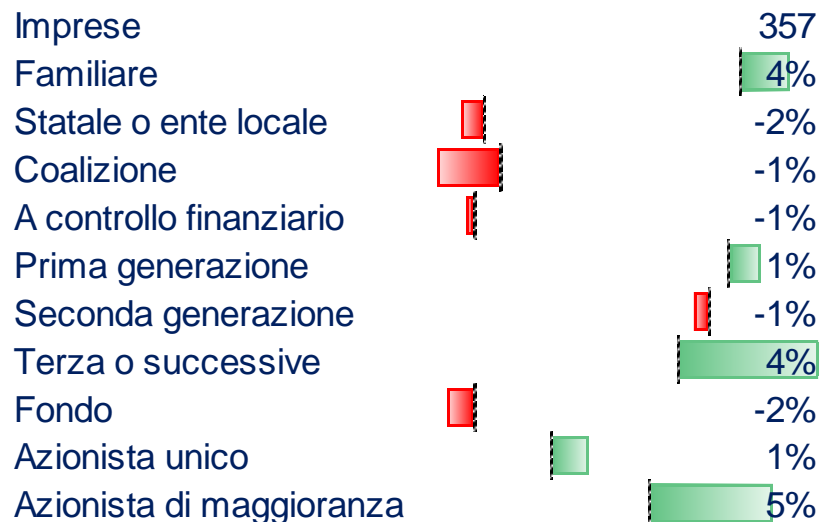 Imprese 357
Familiare 4%
Statale o ente locale -2%
Coalizione -1%
A controllo finanziario -1%
Prima generazione 1%
Seconda generazione -1%
Terza o successive 4%
Fondo -2%
Azionista unico 1%
Azionista di maggioranza 5%